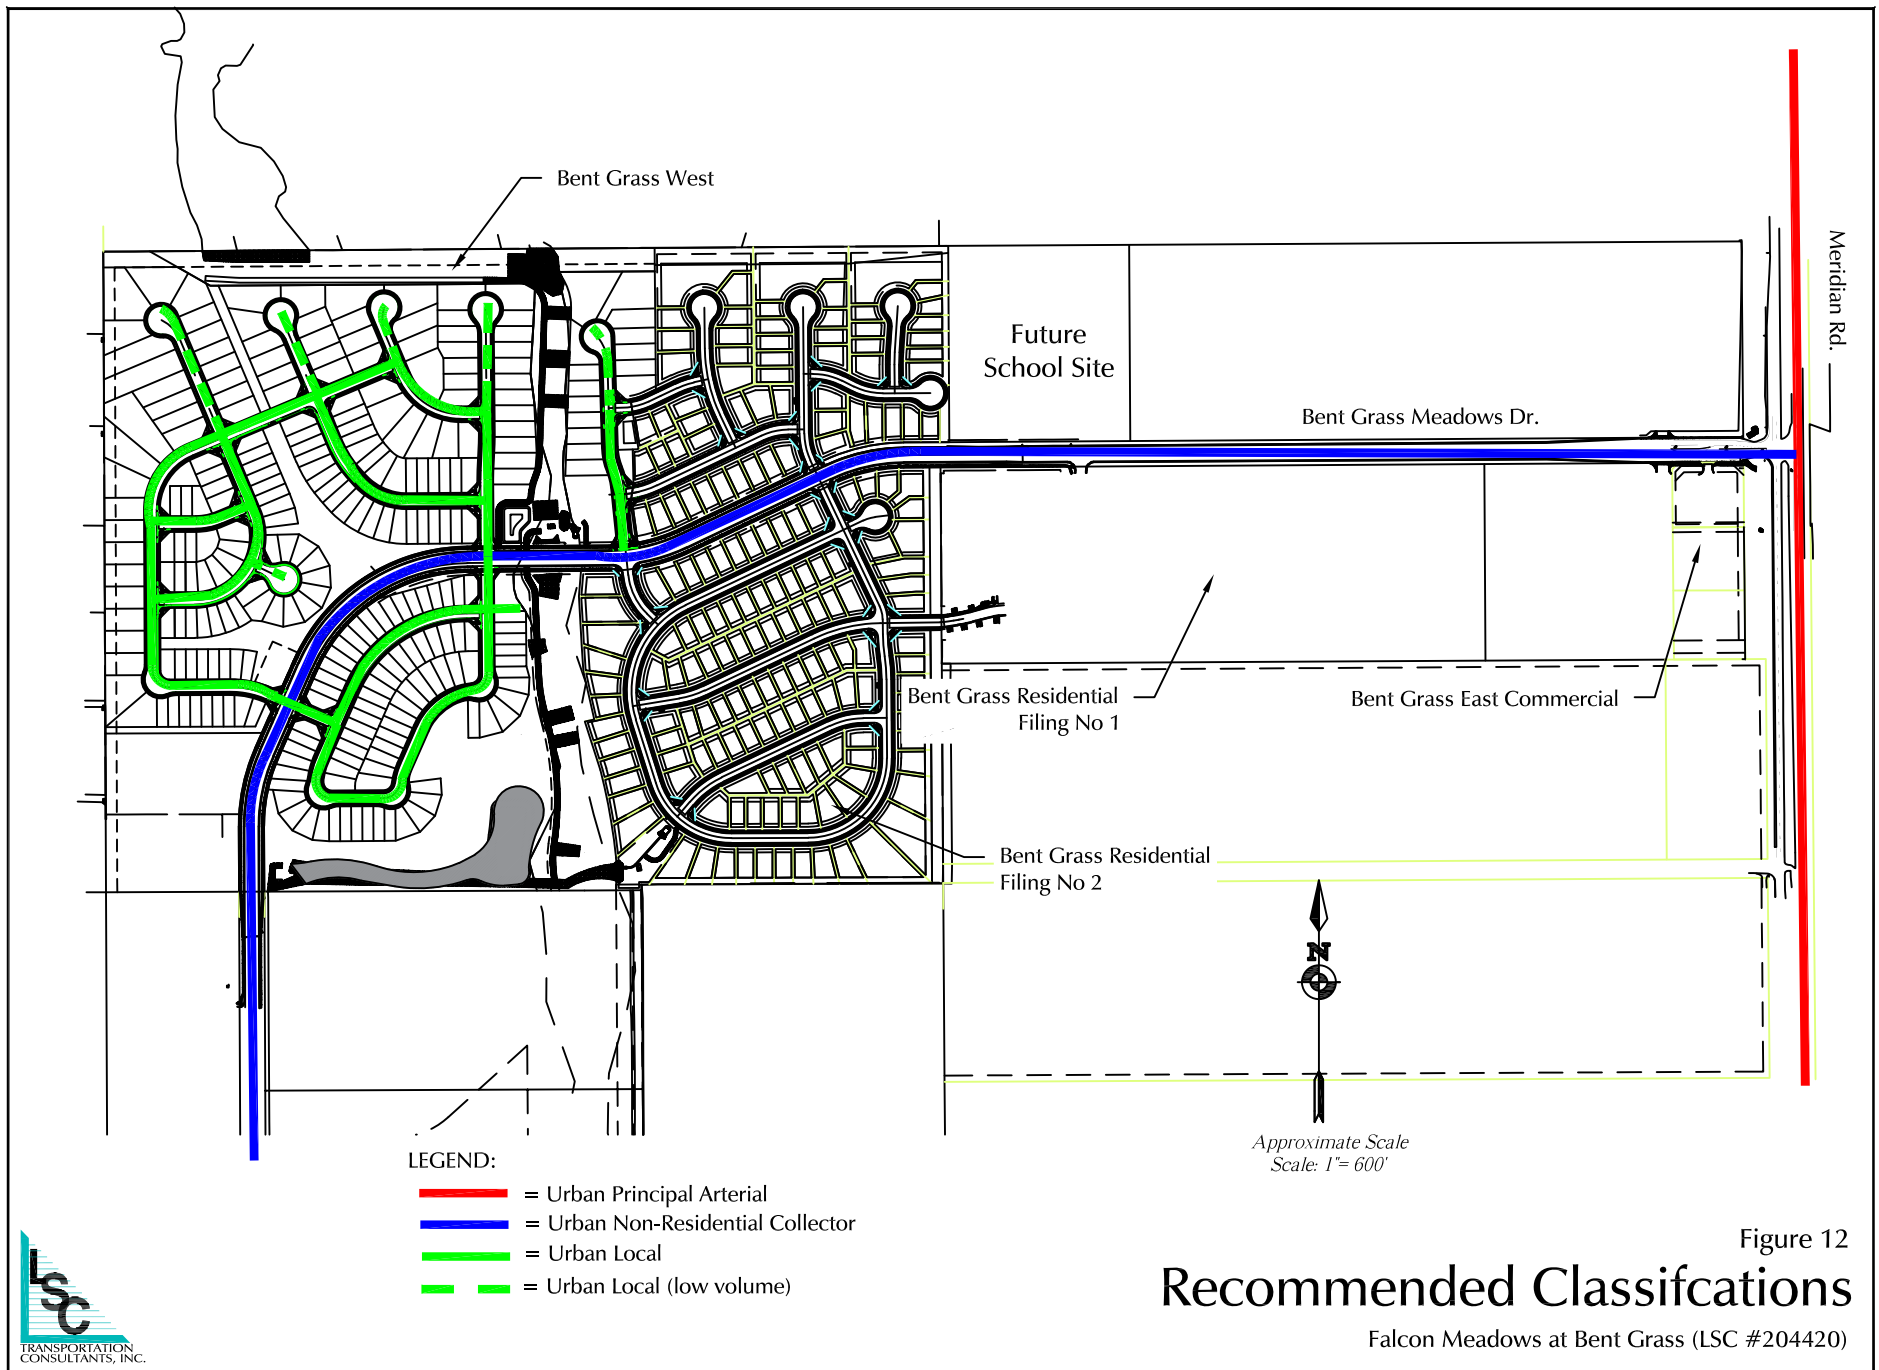 Bent Grass West
Meridian Rd.
Future
School Site
Bent Grass Meadows Dr.
Bent Grass Residential
Filing No 1
Bent Grass East Commercial
Bent Grass Residential
Filing No 2
N
Approximate Scale
Scale: 1"= 600'
LEGEND:
= Urban Principal Arterial
= Urban Non-Residential Collector
= Urban Local
= Urban Local (low volume)
Figure 12
Recommended Classifcations
Falcon Meadows at Bent Grass (LSC #204420)
LSC
TRANSPORTATION
CONSULTANTS, INC.